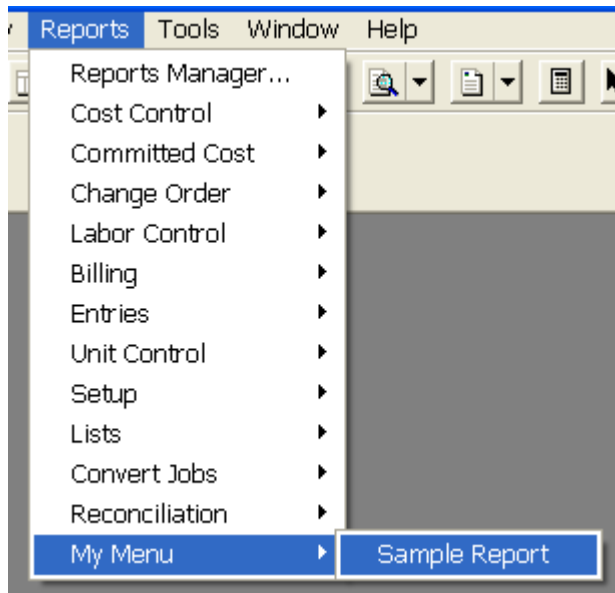 Reports Tools Window Help
Reports Manager...
Cost Control
Committed Cost
Change Order
Labor Control
Billing
Entries
Unit Control
Setup
Lists
Convert Jobs
Reconciliation
My Menu
Sample Report